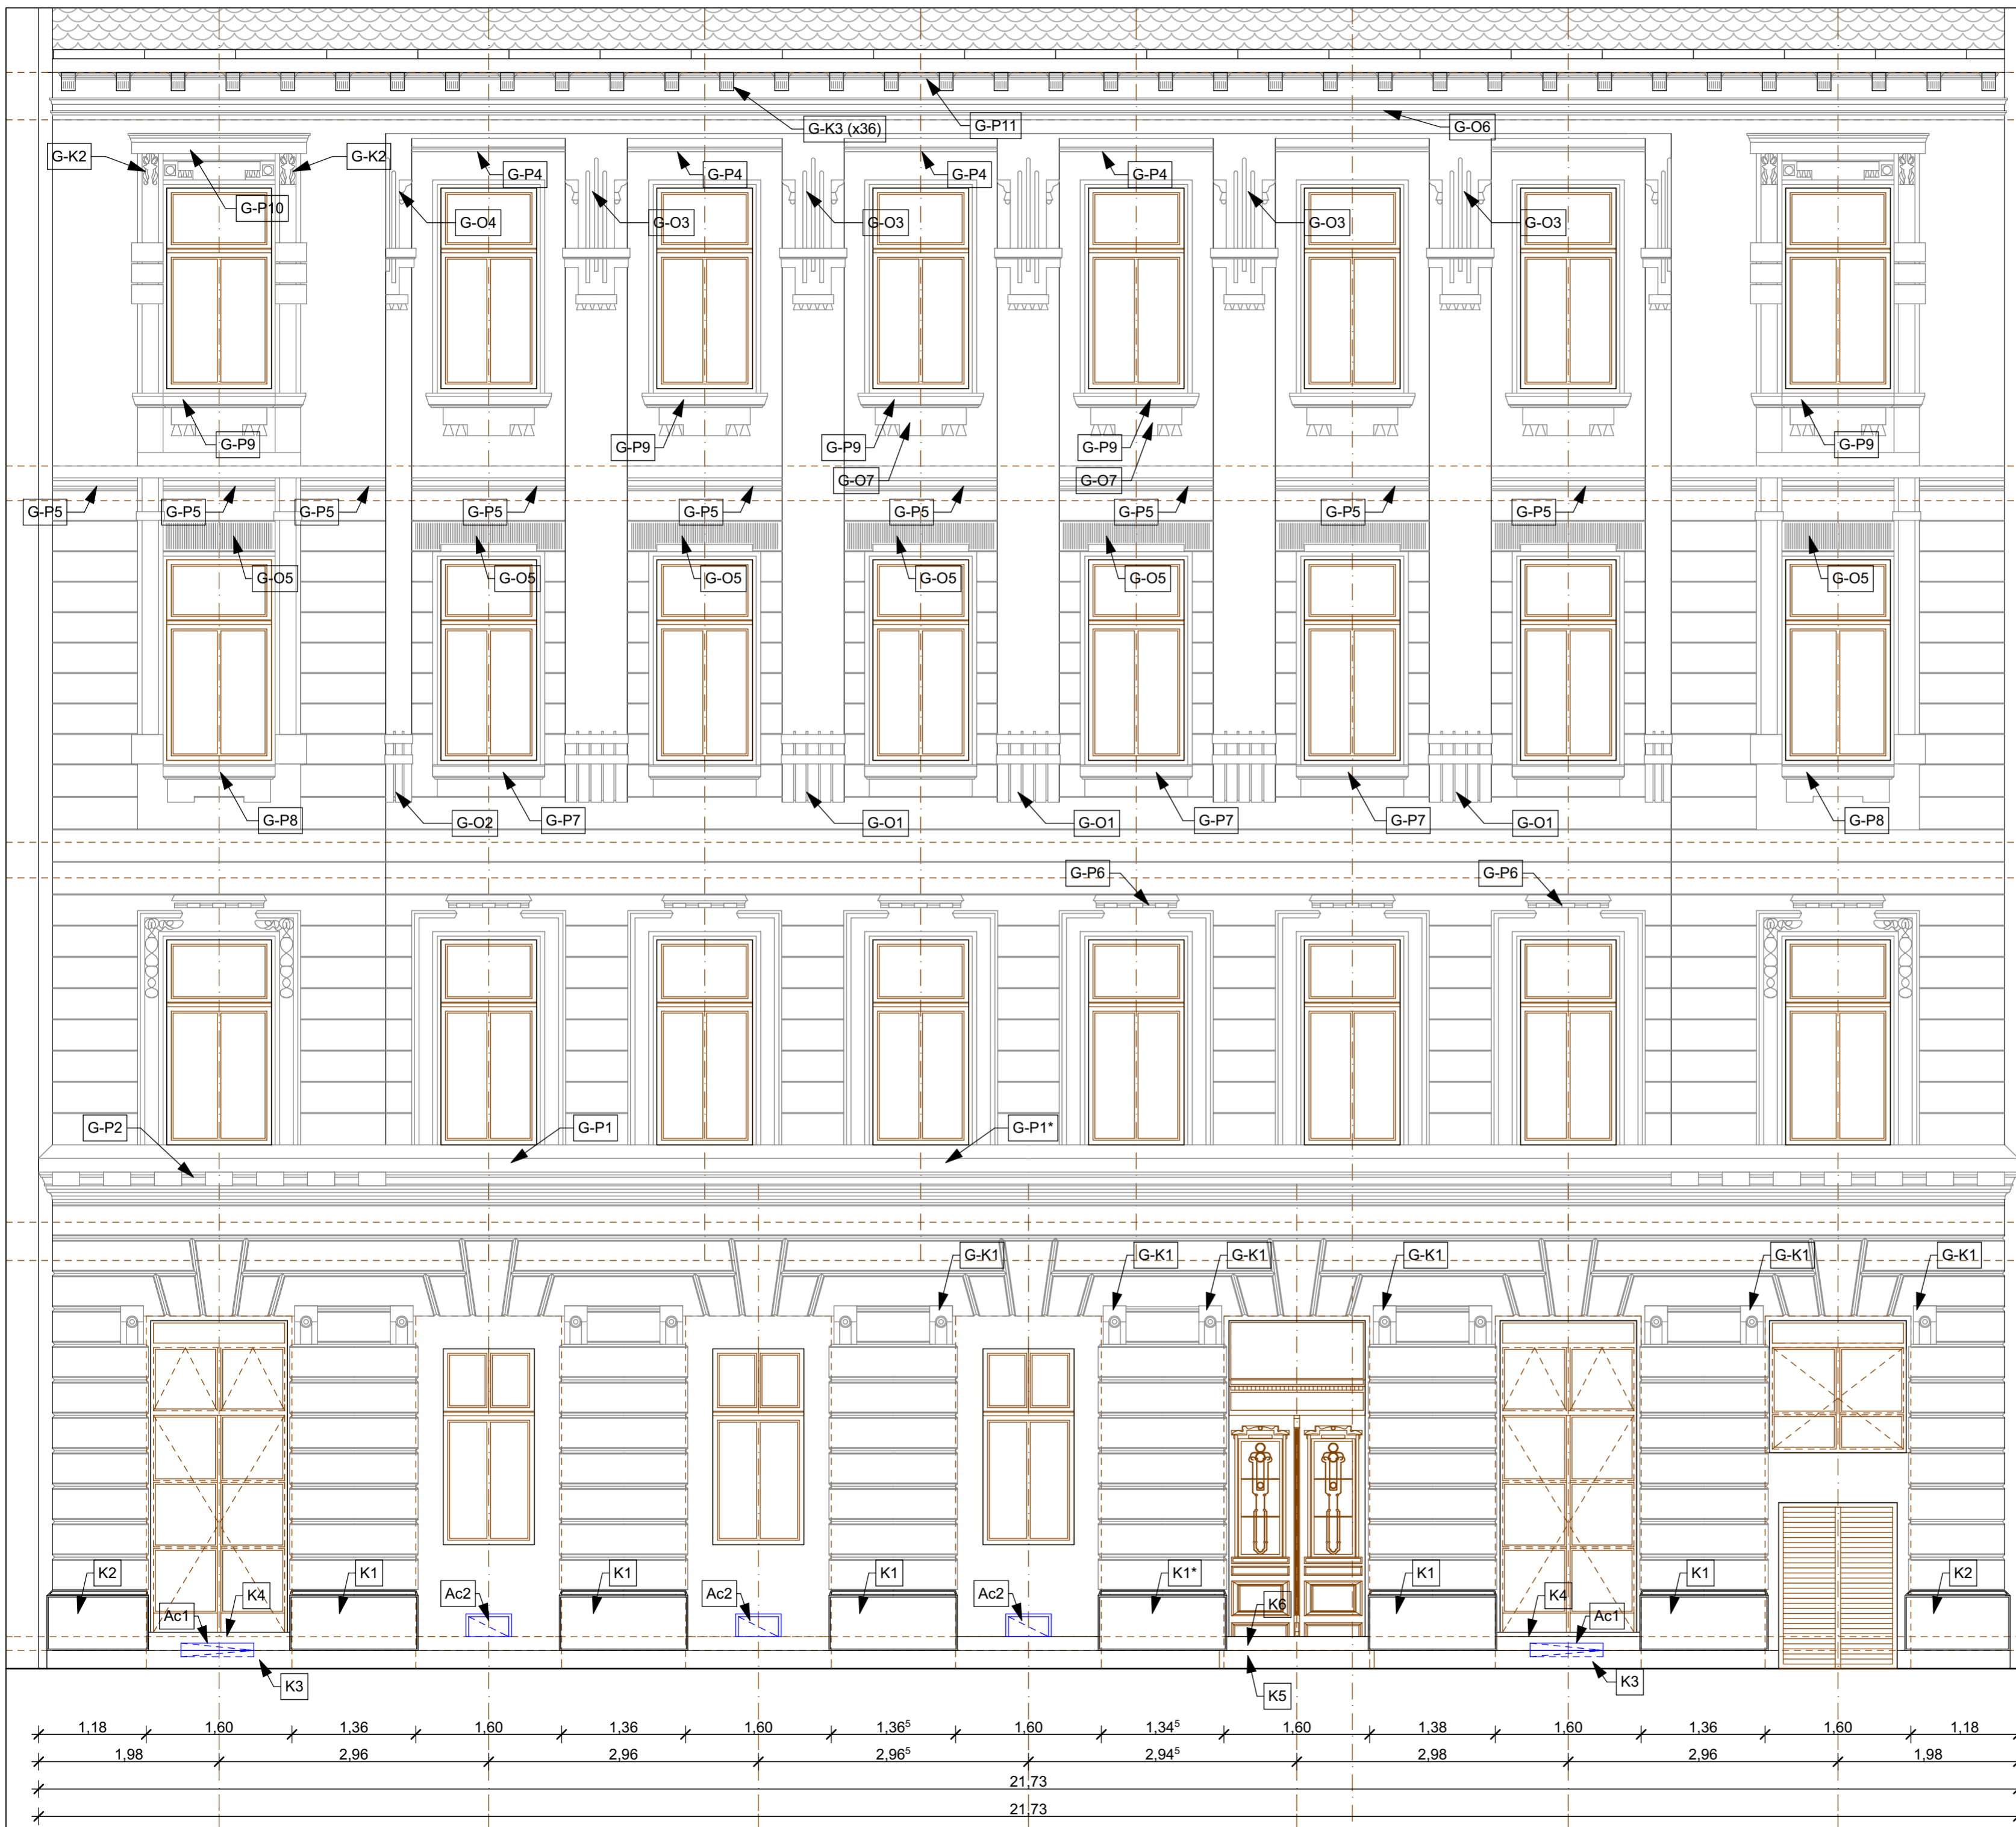 G-K3 (x36) G-P11 G-O6
G-K2 G-K2 G-P4 G-P4 G-P4 G-P4
G-P10 G-O4 G-O3 G-O3 G-O3 G-O3
G-P9 G-P9 G-P9 G-P9 G-P9
G-O7 G-O7
G-P5 G-P5 G-P5 G-P5 G-P5 G-P5 G-P5 G-P5 G-P5
G-O5 G-O5 G-O5 G-O5 G-O5 G-O5
G-P8 G-O2 G-P7 G-O1 G-O1 G-P7 G-P7 G-O1 G-P8
G-P6 G-P6
G-P2 G-P1 G-P1*
G-K1 G-K1 G-K1 G-K1 G-K1 G-K1
K2 K1 K1 K1 K1* K1 K1 K2
K4 Ac2 Ac2 Ac2 K6 K4
Ac1 Ac1
K3 K5 K3
1,18 1,60 1,36 1,60 1,36 1,60 1,36⁵ 1,60 1,34⁵ 1,60 1,38 1,60 1,36 1,60 1,18
1,98 2,96 2,96 2,96⁵ 2,94⁵ 2,98 2,96 1,98
21,73
21,73